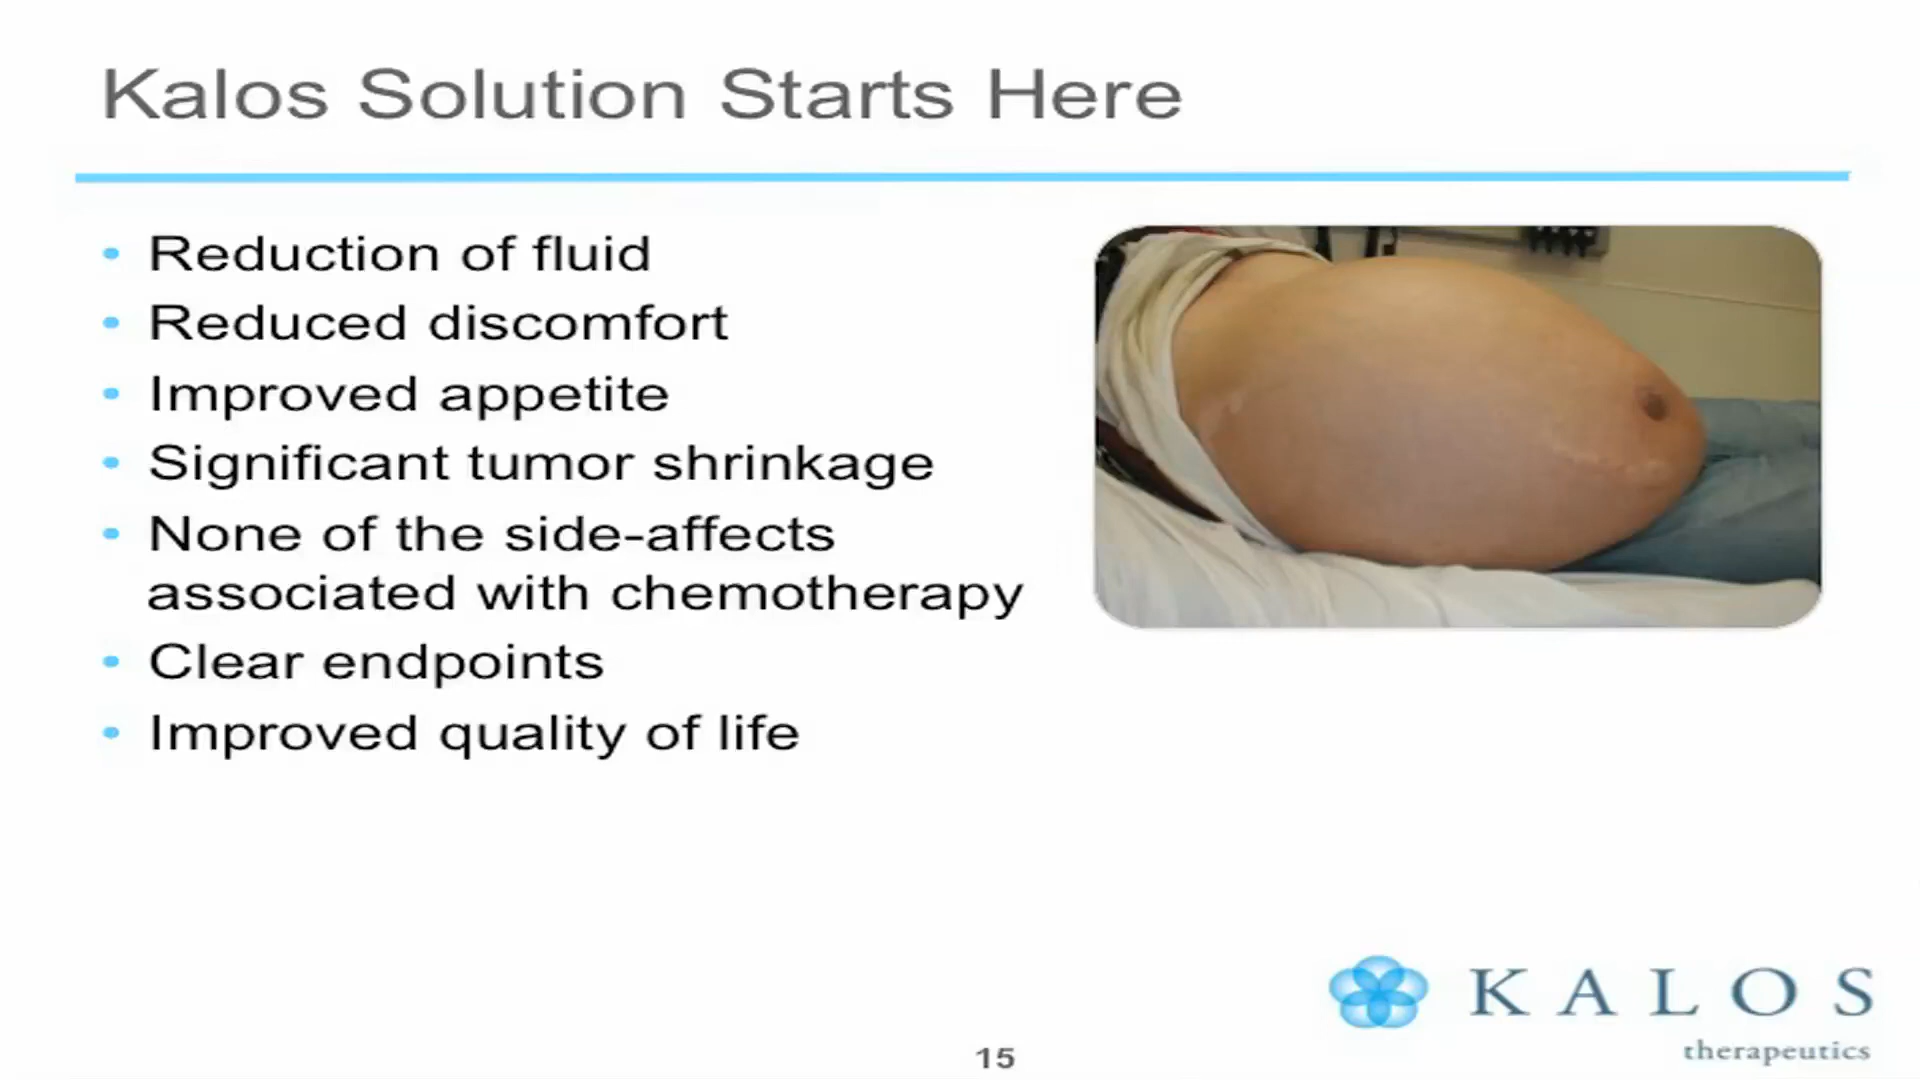 Kalos Solution Starts Here
• Reduction of fluid
• Reduced discomfort
• Improved appetite
• Significant tumor shrinkage
• None of the side-affects
associated with chemotherapy
• Clear endpoints
• Improved quality of life
KALOS
therapeutics
15